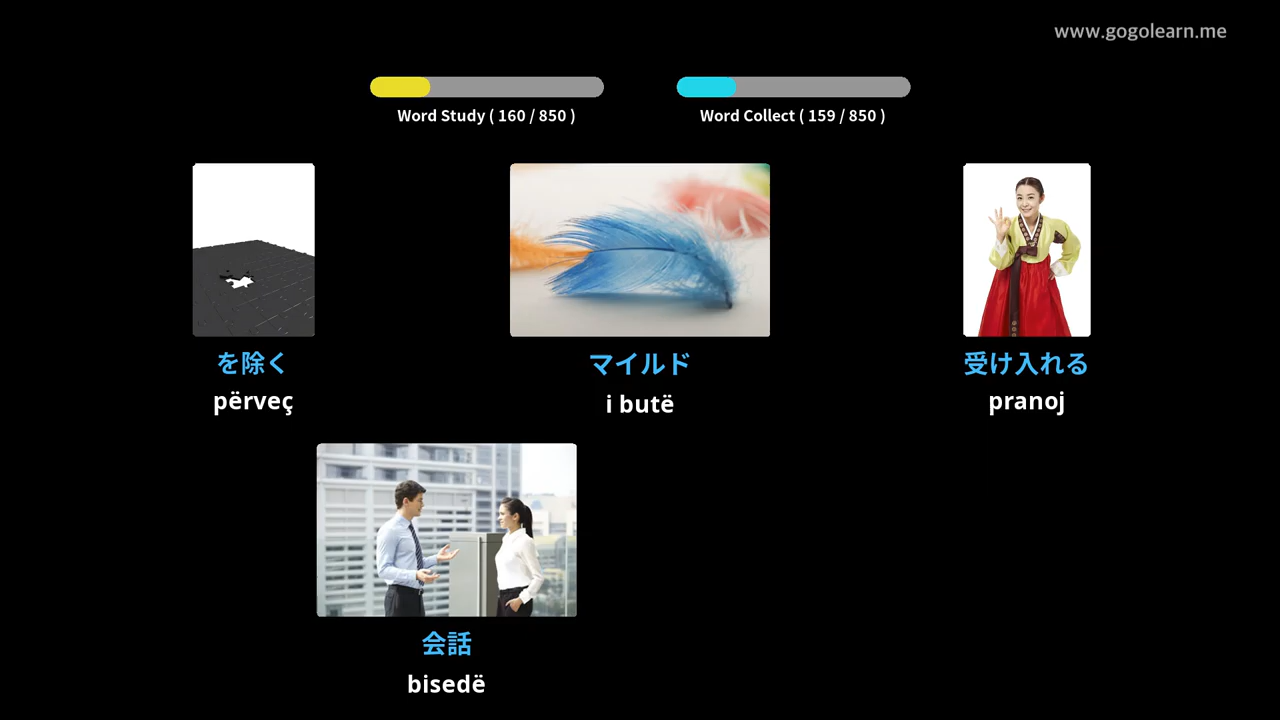 www.gogolearn.me
Word Study ( 160 / 850 )
Word Collect ( 159 / 850 )
を除く
përveç
マイルド
i butë
受け入れる
pranoj
会話
bisedë